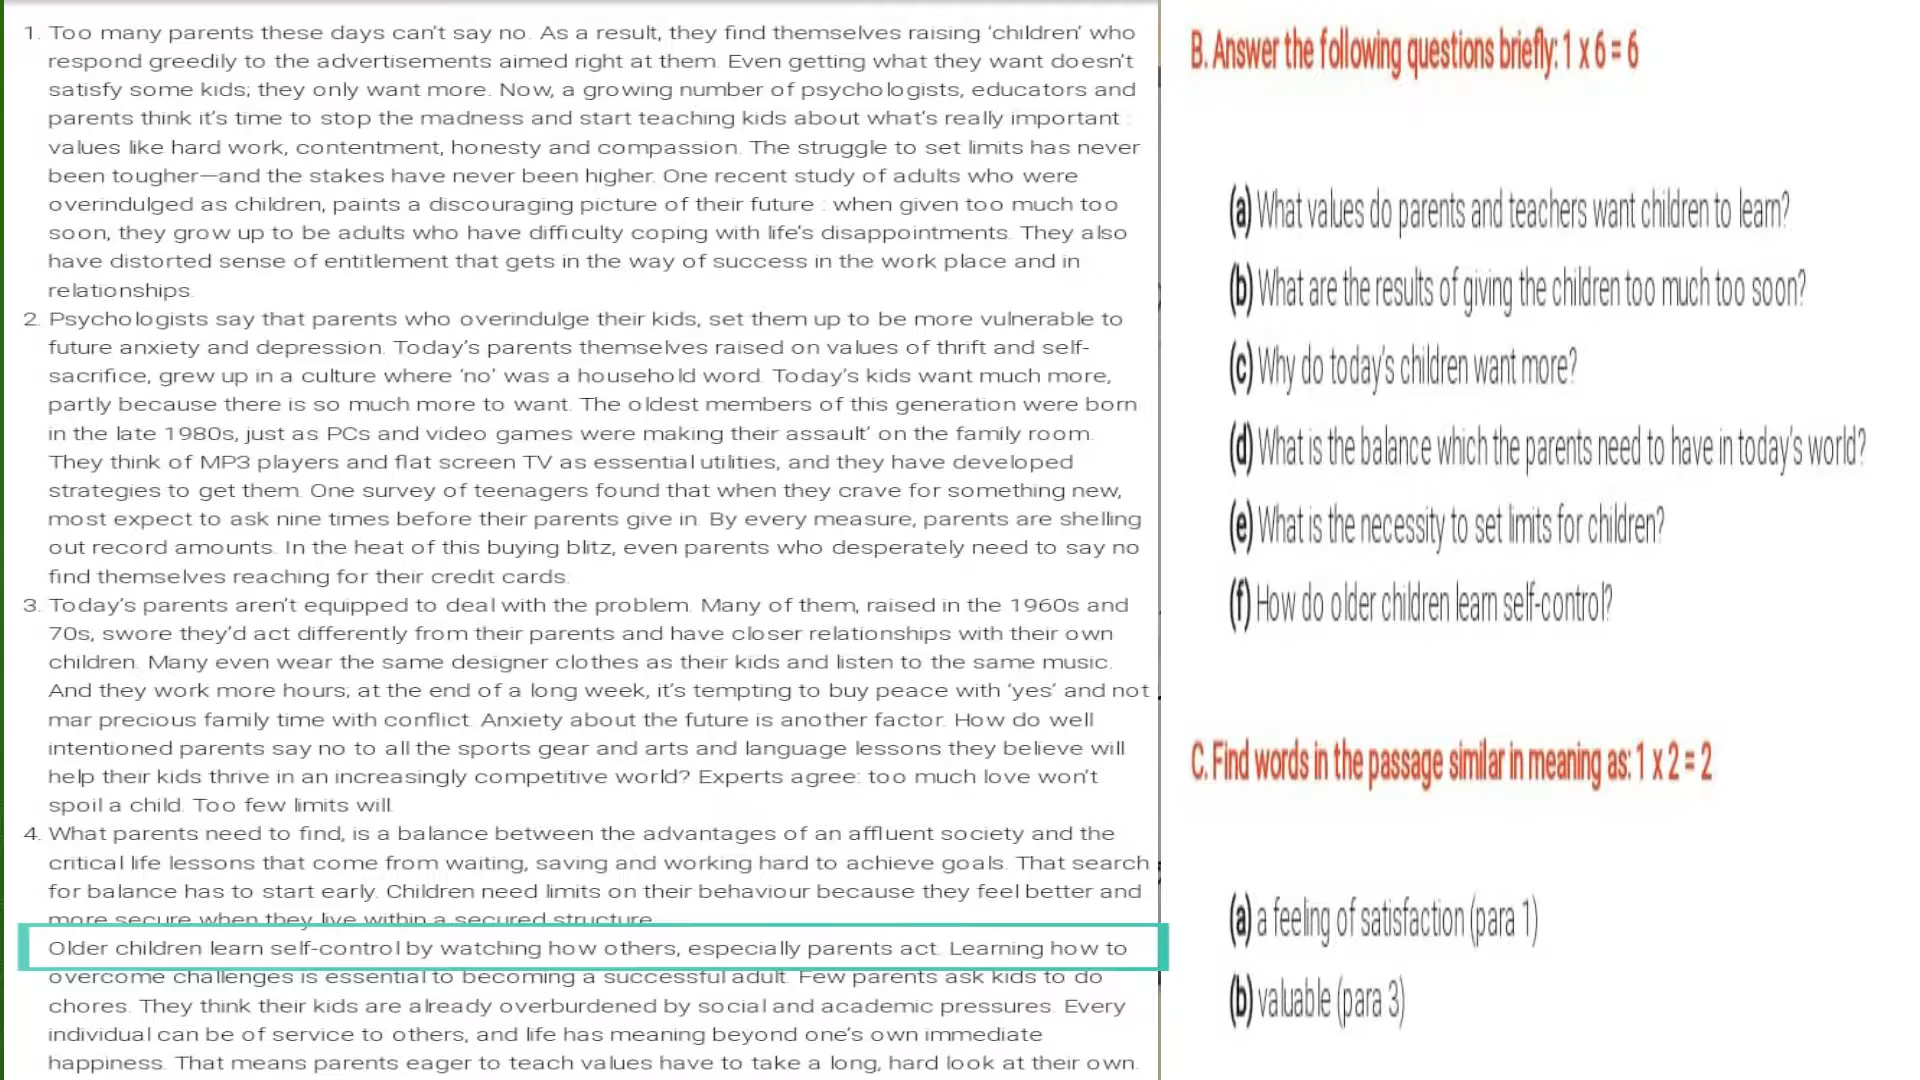 1. Too many parents these days can't say no. As a result, they find themselves raising 'children' who
respond greedily to the advertisements aimed right at them. Even getting what they want doesn't
satisfy some kids; they only want more. Now, a growing number of psychologists, educators and
parents think it's time to stop the madness and start teaching kids about what's really important :
values like hard work, contentment, honesty and compassion. The struggle to set limits has never
been tougher—and the stakes have never been higher. One recent study of adults who were
overindulged as children, paints a discouraging picture of their future : when given too much too
soon, they grow up to be adults who have difficulty coping with life's disappointments. They also
have distorted sense of entitlement that gets in the way of success in the work place and in
relationships.
2. Psychologists say that parents who overindulge their kids, set them up to be more vulnerable to
future anxiety and depression. Today's parents themselves raised on values of thrift and self-
sacrifice, grew up in a culture where 'no' was a household word. Today's kids want much more,
partly because there is so much more to want. The oldest members of this generation were born
in the late 1980s, just as PCs and video games were making their assault' on the family room.
They think of MP3 players and flat screen TV as essential utilities, and they have developed
strategies to get them. One survey of teenagers found that when they crave for something new,
most expect to ask nine times before their parents give in. By every measure, parents are shelling
out record amounts. In the heat of this buying blitz, even parents who desperately need to say no
find themselves reaching for their credit cards.
3. Today's parents aren't equipped to deal with the problem. Many of them, raised in the 1960s and
70s, swore they'd act differently from their parents and have closer relationships with their own
children. Many even wear the same designer clothes as their kids and listen to the same music.
And they work more hours; at the end of a long week, it's tempting to buy peace with 'yes' and not
mar precious family time with conflict. Anxiety about the future is another factor. How do well
intentioned parents say no to all the sports gear and arts and language lessons they believe will
help their kids thrive in an increasingly competitive world? Experts agree: too much love won't
spoil a child. Too few limits will.
4. What parents need to find, is a balance between the advantages of an affluent society and the
critical life lessons that come from waiting, saving and working hard to achieve goals. That search
for balance has to start early. Children need limits on their behaviour because they feel better and
more secure when they live within a secured structure.
Older children learn self-control by watching how others, especially parents act. Learning how to
overcome challenges is essential to becoming a successful adult. Few parents ask kids to do
chores. They think their kids are already overburdened by social and academic pressures. Every
individual can be of service to others, and life has meaning beyond one's own immediate
happiness. That means parents eager to teach values have to take a long, hard look at their own.
B. Answer the following questions briefly: 1 x 6 = 6
(a) What values do parents and teachers want children to learn?
(b) What are the results of giving the children too much too soon?
(c) Why do today's children want more?
(d) What is the balance which the parents need to have in today's world?
(e) What is the necessity to set limits for children?
(f) How do older children learn self-control?
C. Find words in the passage similar in meaning as: 1 x 2 = 2
(a) a feeling of satisfaction (para 1)
(b) valuable (para 3)